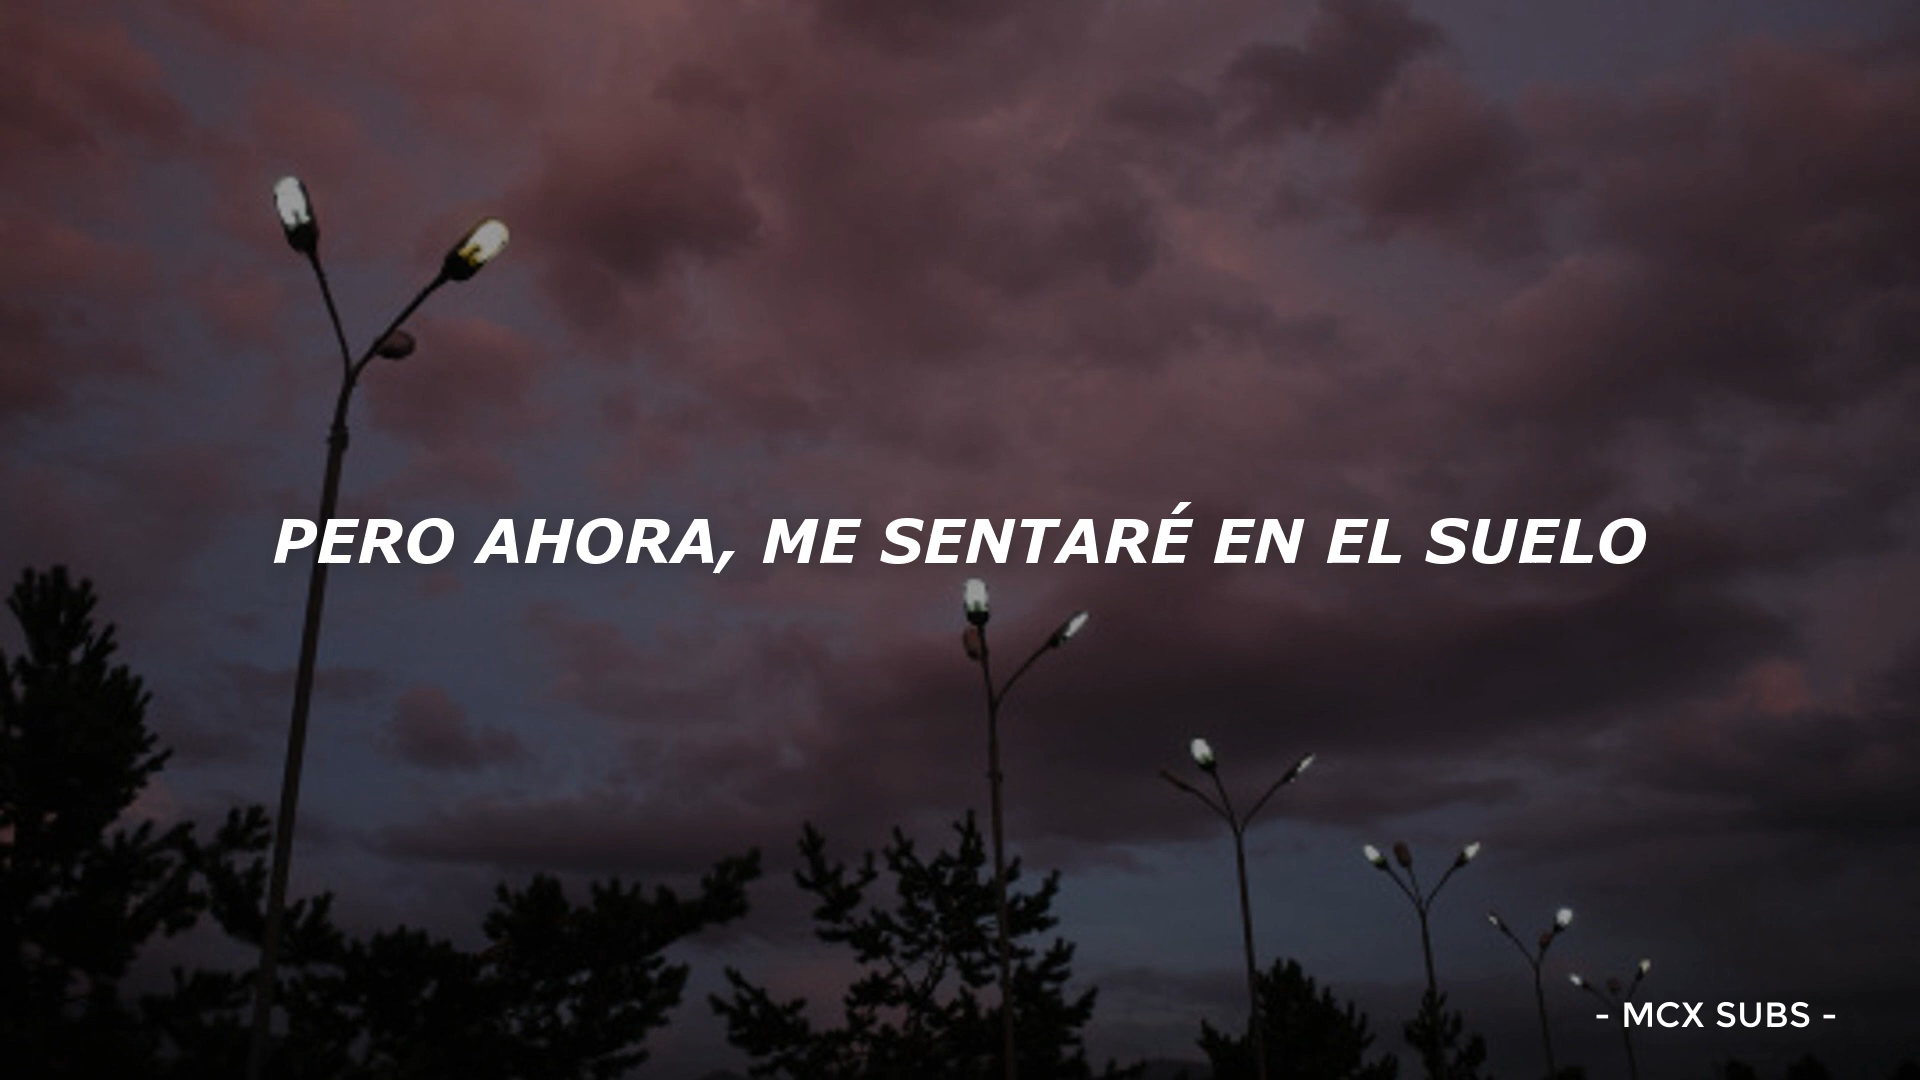 PERO AHORA, ME SENTARÉ EN EL SUELO
- MCX SUBS -